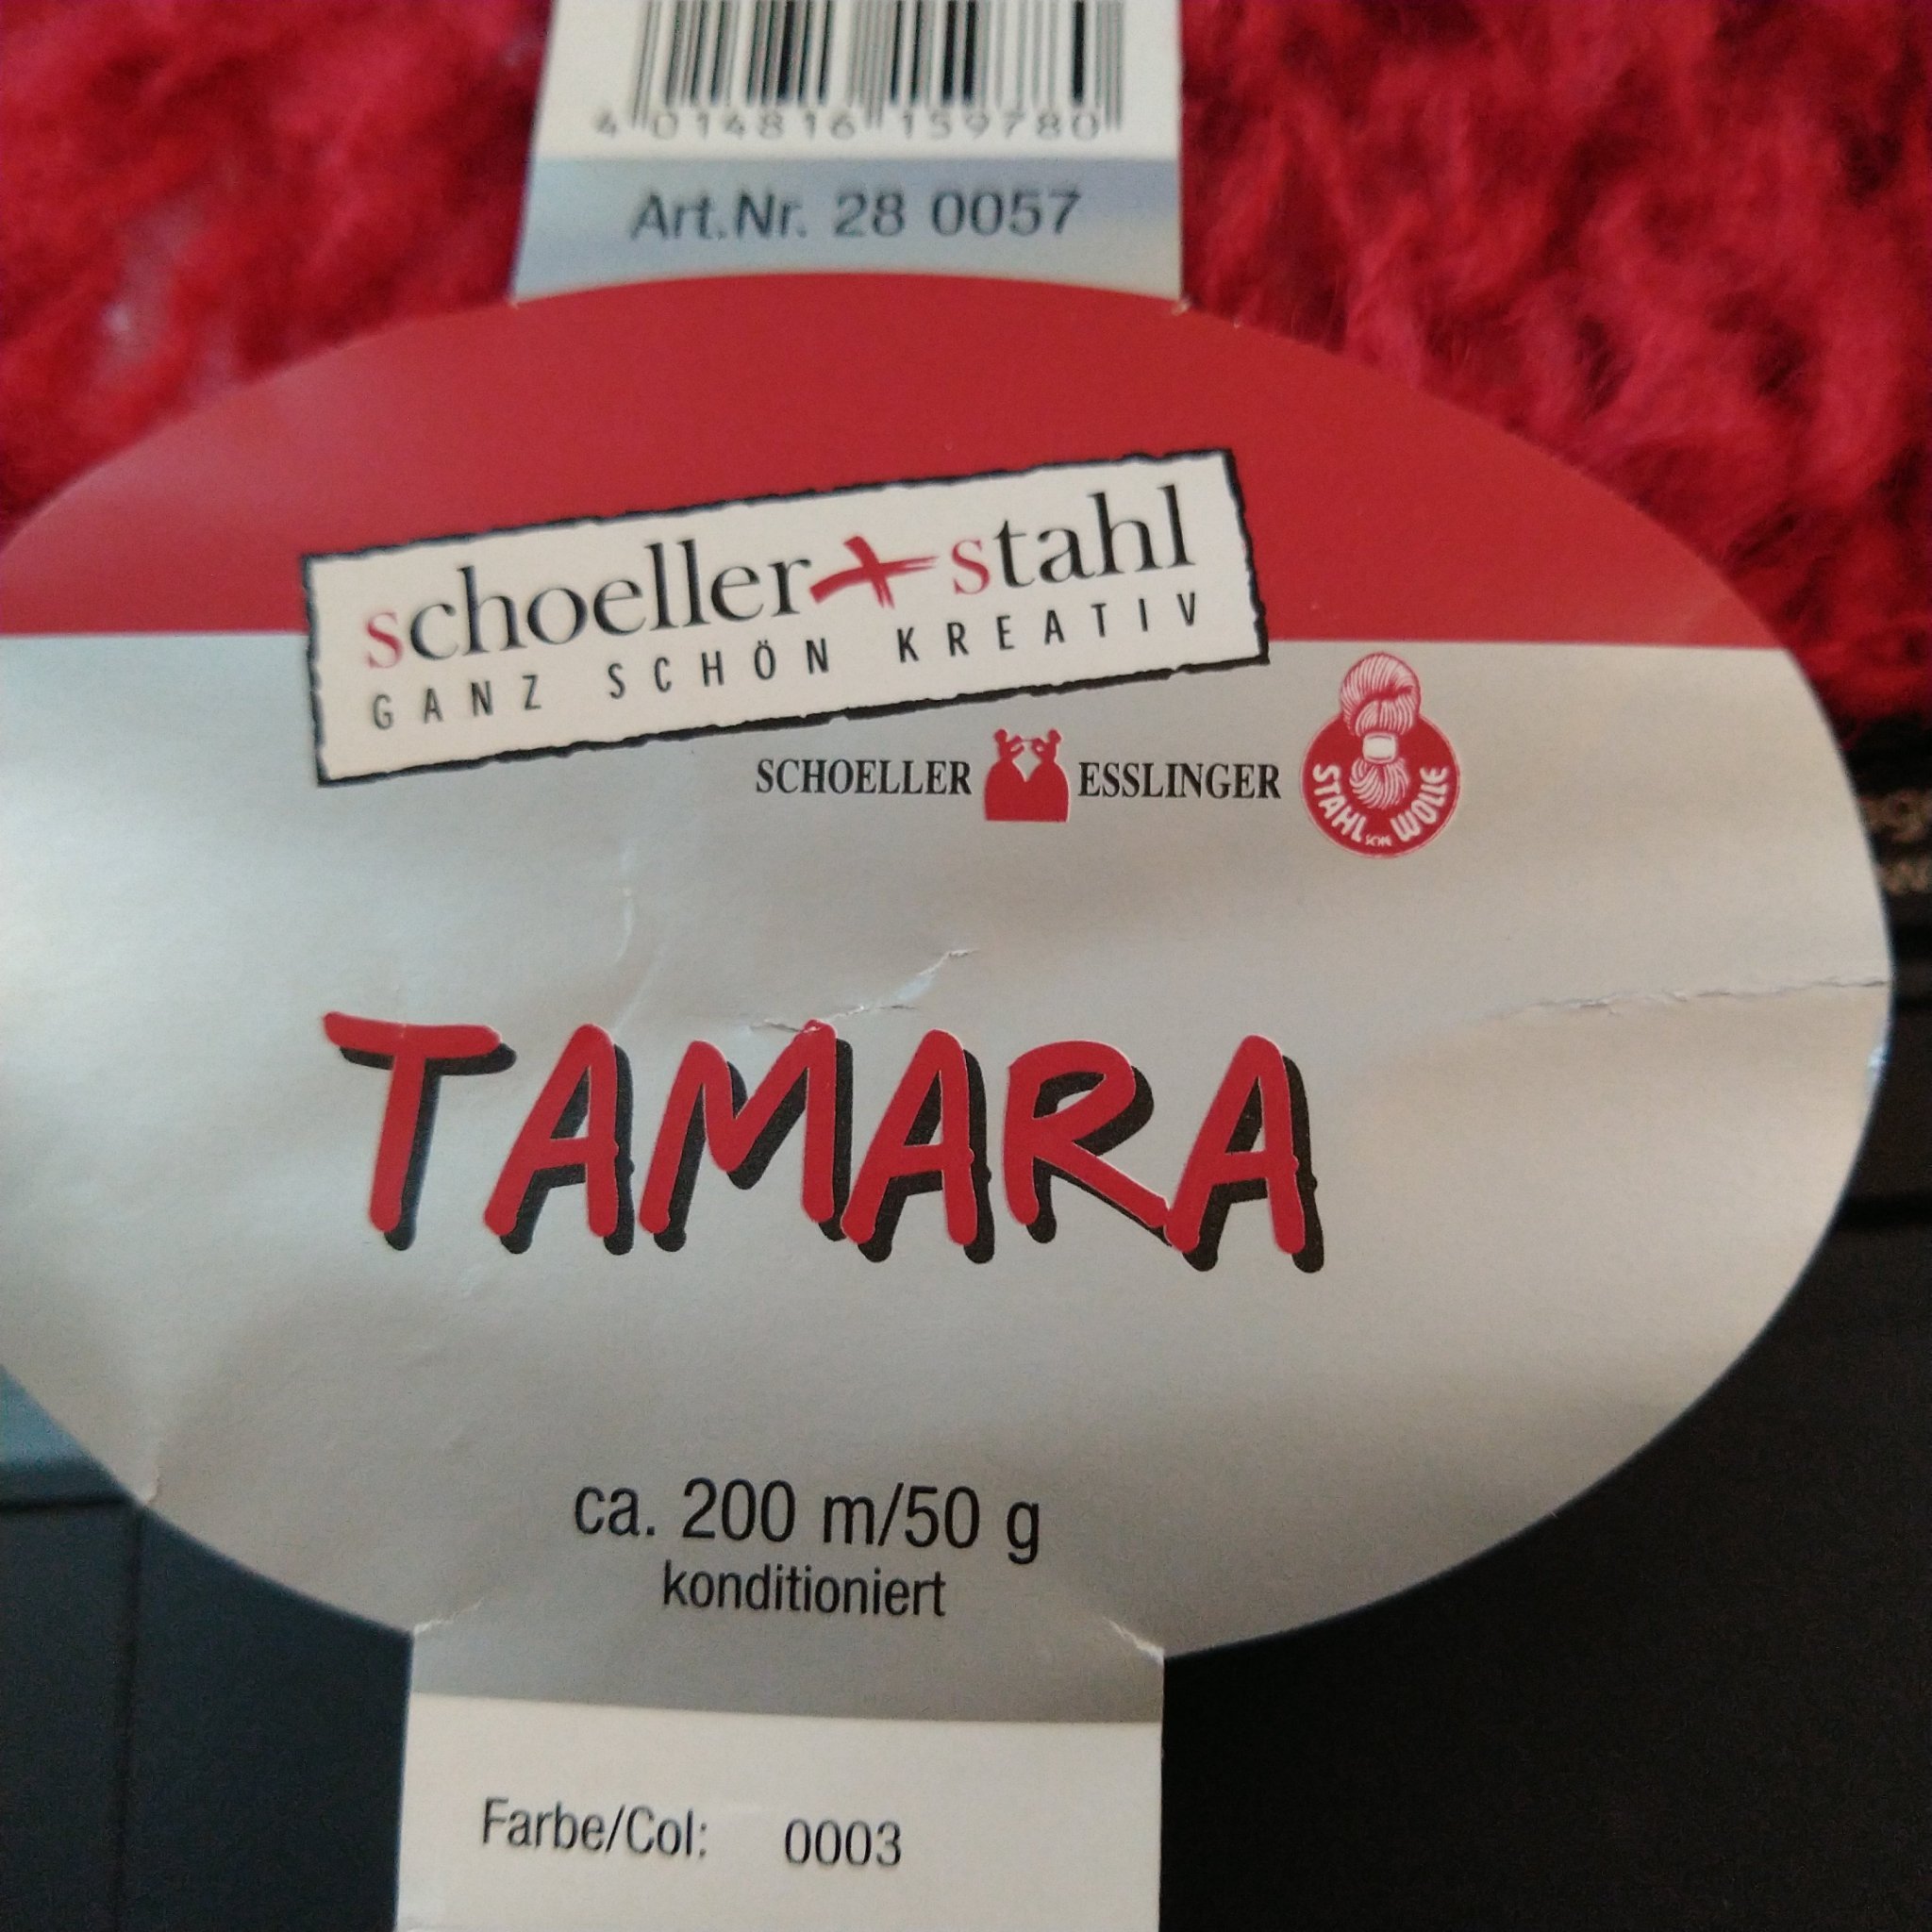 4 014816 159780
Art.Nr. 28 0057
schoeller+stahl
GANZ SCHÖN KREATIV
SCHOELLER ESSLINGER
STAHL'SCHE WOLLE
TAMARA
ca. 200 m/50 g
konditioniert
Farbe/Col: 0003